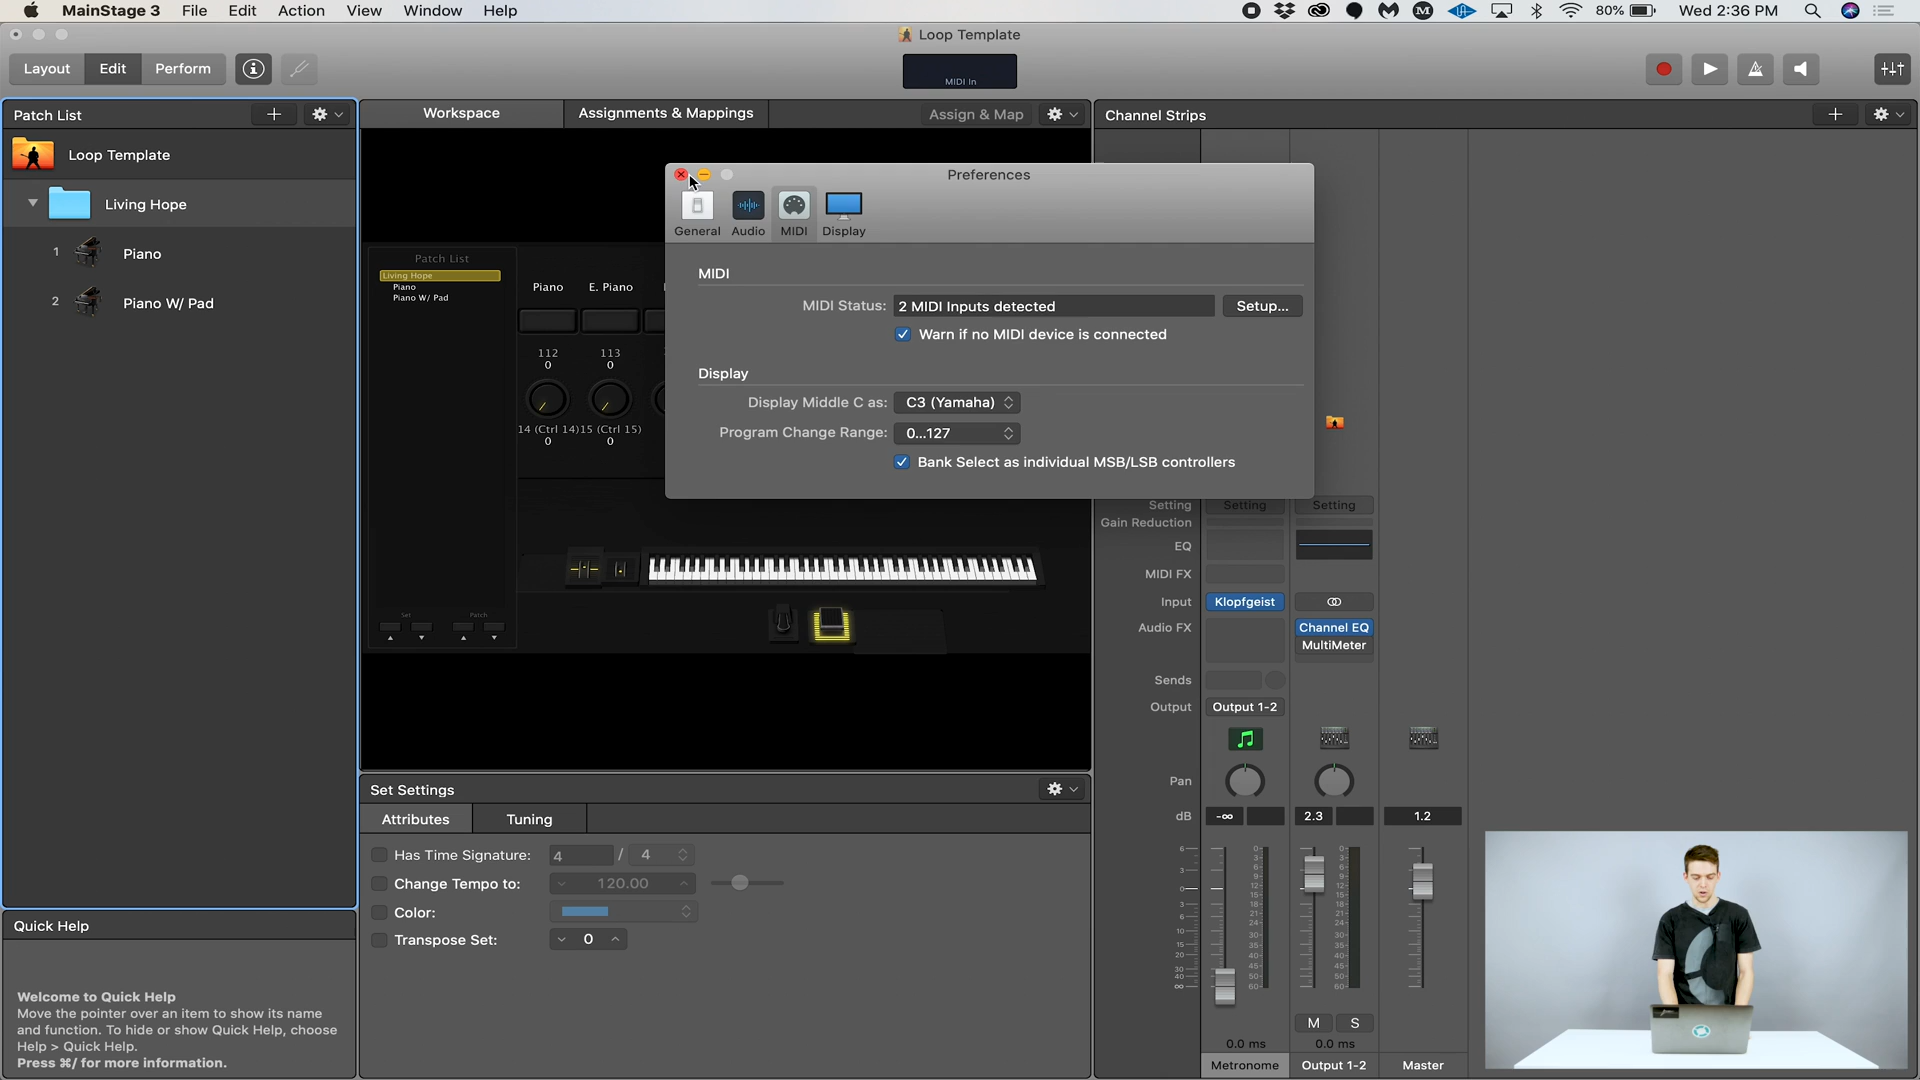 MainStage 3 File Edit Action View Window Help
80% Wed 2:36 PM
Loop Template
Layout Edit Perform
MIDI In
Patch List
Workspace Assignments & Mappings Assign & Map
Channel Strips
Loop Template
Living Hope
1 Piano
2 Piano W/ Pad
Patch List
Living Hope
Piano
Piano W/ Pad
Piano E. Piano
112 113
0 0
14 (Ctrl 14)15 (Ctrl 15)
0 0
Set Patch
Preferences
General Audio MIDI Display
MIDI
MIDI Status: 2 MIDI Inputs detected Setup...
Warn if no MIDI device is connected
Display
Display Middle C as: C3 (Yamaha)
Program Change Range: 0...127
Bank Select as individual MSB/LSB controllers
Setting Setting Setting
Gain Reduction
EQ
MIDI FX
Input Klopfgeist
Audio FX Channel EQ
MultiMeter
Sends
Output Output 1-2
Pan
dB -∞ 2.3 1.2
M S
0.0 ms 0.0 ms
Metronome Output 1-2 Master
Set Settings
Attributes Tuning
Has Time Signature: 4 / 4
Change Tempo to: 120.00
Color:
Transpose Set: 0
Quick Help
Welcome to Quick Help
Move the pointer over an item to show its name
and function. To hide or show Quick Help, choose
Help > Quick Help.
Press ⌘/ for more information.